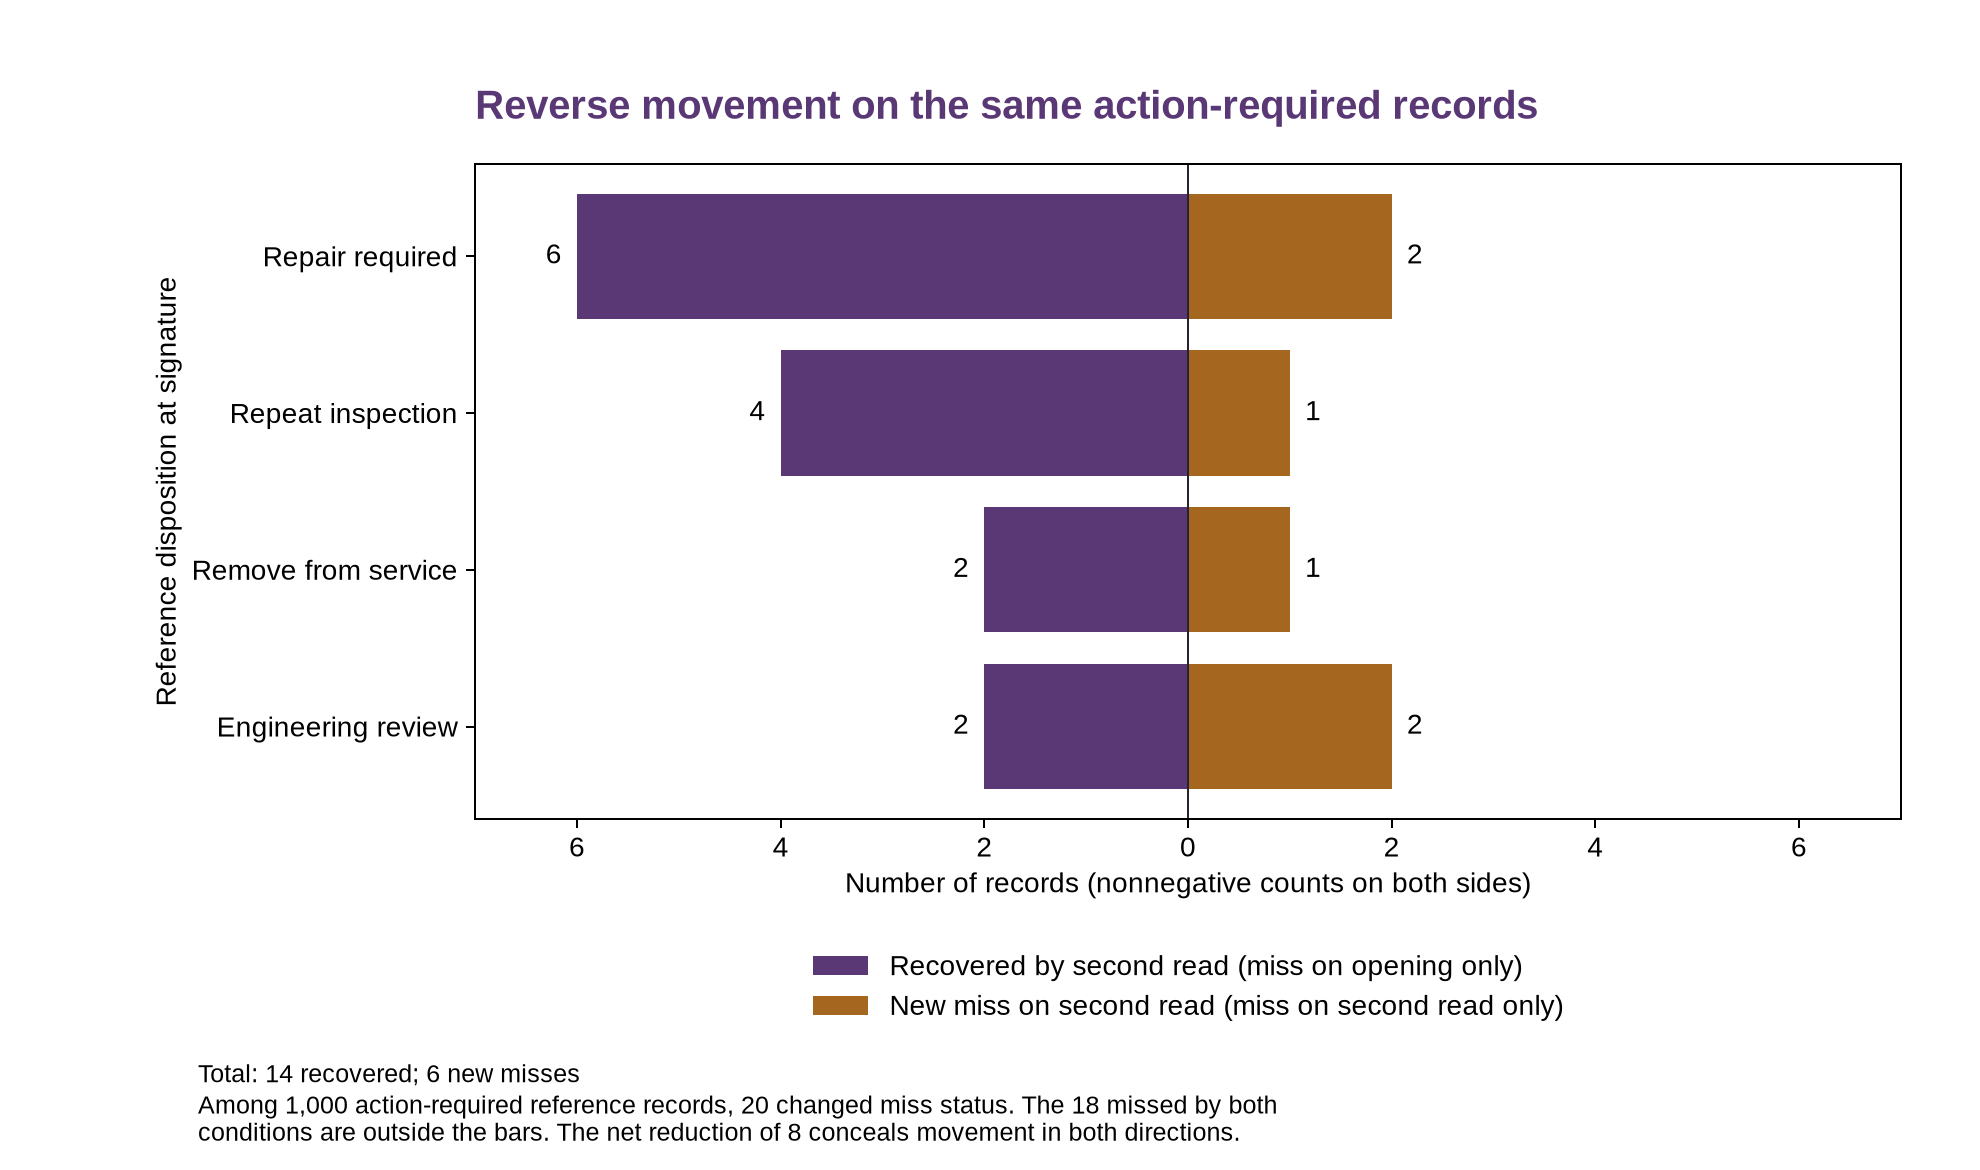 Reverse movement on the same action-required records
Reference disposition at signature
Repair required
6
2
Repeat inspection
4
1
Remove from service
2
1
Engineering review
2
2
6 4 2 0 2 4 6
Number of records (nonnegative counts on both sides)
Recovered by second read (miss on opening only)
New miss on second read (miss on second read only)
Total: 14 recovered; 6 new misses
Among 1,000 action-required reference records, 20 changed miss status. The 18 missed by both
conditions are outside the bars. The net reduction of 8 conceals movement in both directions.